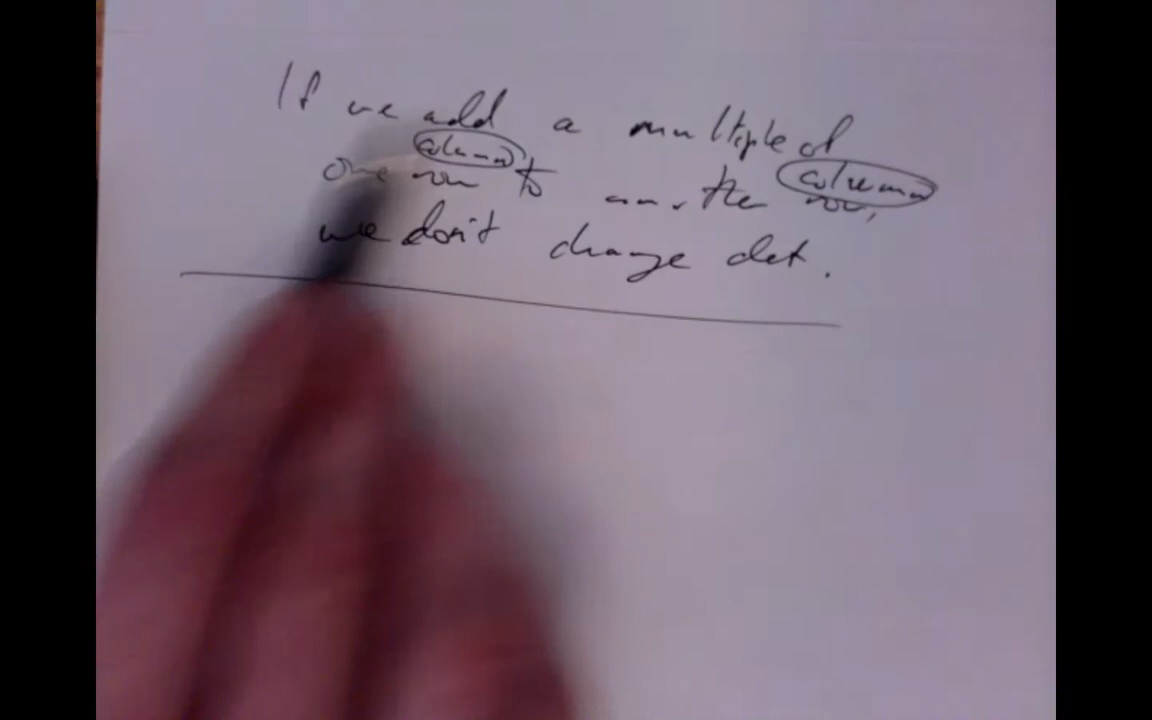 If we add a multiple of
column column
one row to another row,
we don't change det.